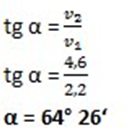 tg α = v₂/v₁
tg α = 4,6/2,2
α = 64° 26‘